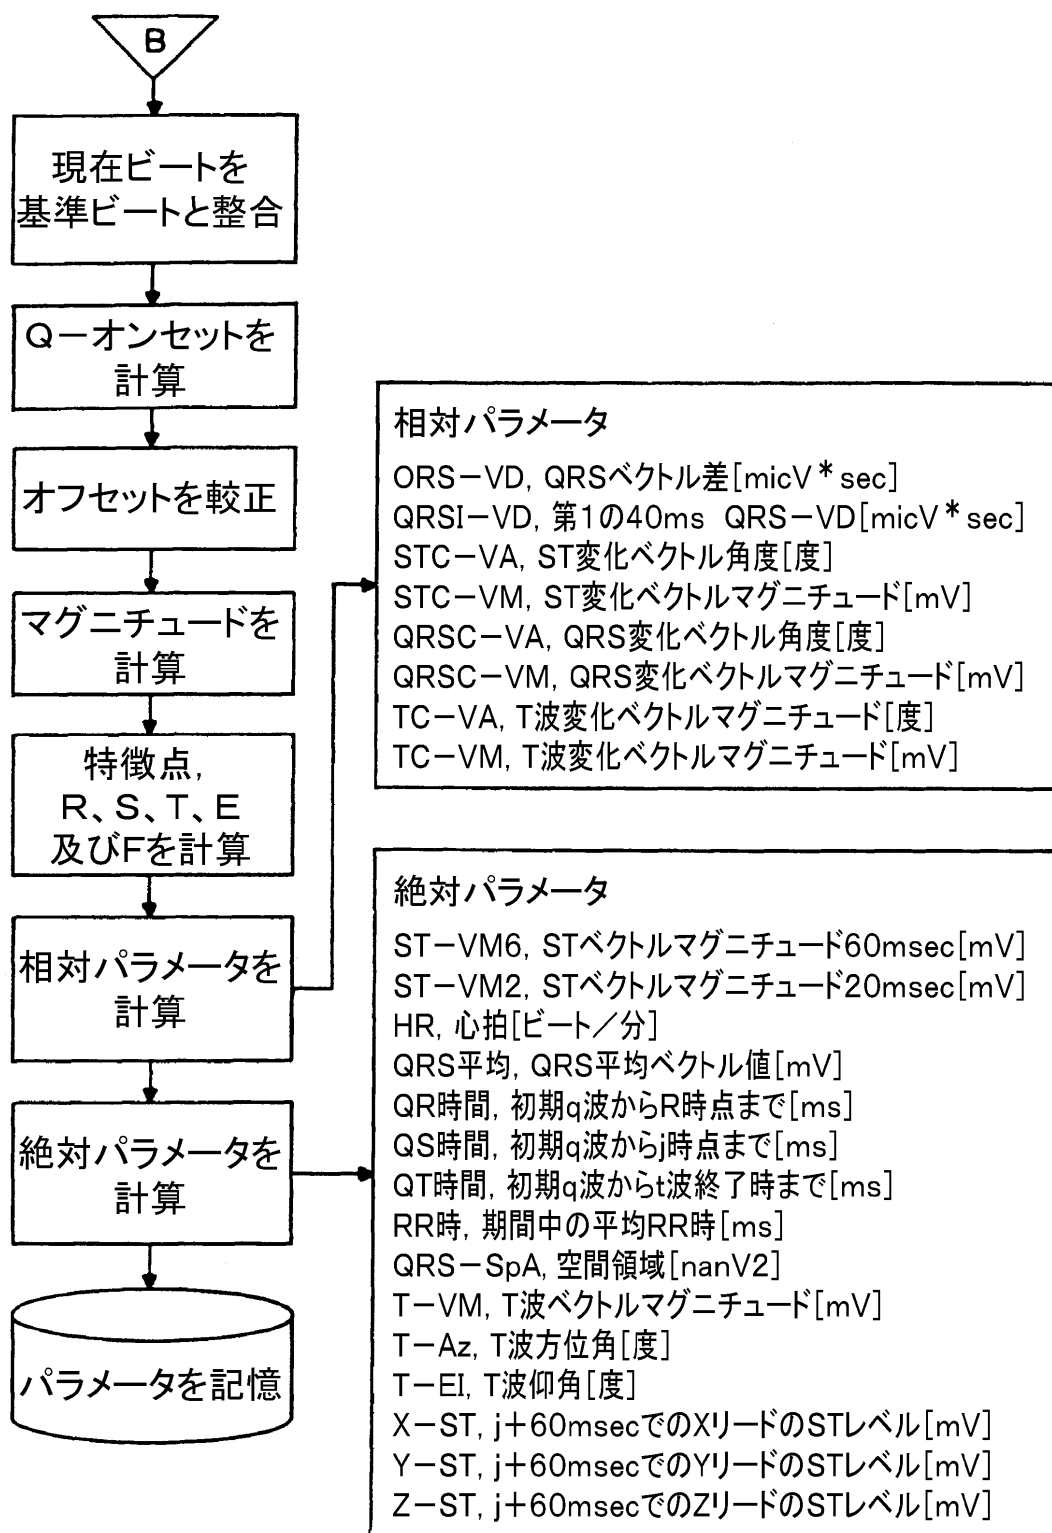 B
現在ビートを
基準ビートと整合
Q－オンセットを
計算
オフセットを較正
マグニチュードを
計算
特徴点,
R、S、T、E
及びFを計算
相対パラメータを
計算
絶対パラメータを
計算
パラメータを記憶
相対パラメータ
ORS－VD, QRSベクトル差[micV*sec]
QRSI－VD, 第1の40ms QRS－VD[micV*sec]
STC－VA, ST変化ベクトル角度[度]
STC－VM, ST変化ベクトルマグニチュード[mV]
QRSC－VA, QRS変化ベクトル角度[度]
QRSC－VM, QRS変化ベクトルマグニチュード[mV]
TC－VA, T波変化ベクトルマグニチュード[度]
TC－VM, T波変化ベクトルマグニチュード[mV]
絶対パラメータ
ST－VM6, STベクトルマグニチュード60msec[mV]
ST－VM2, STベクトルマグニチュード20msec[mV]
HR, 心拍[ビート／分]
QRS平均, QRS平均ベクトル値[mV]
QR時間, 初期q波からR時点まで[ms]
QS時間, 初期q波からj時点まで[ms]
QT時間, 初期q波からt波終了時まで[ms]
RR時, 期間中の平均RR時[ms]
QRS－SpA, 空間領域[nanV2]
T－VM, T波ベクトルマグニチュード[mV]
T－Az, T波方位角[度]
T－EI, T波仰角[度]
X－ST, j＋60msecでのXリードのSTレベル[mV]
Y－ST, j＋60msecでのYリードのSTレベル[mV]
Z－ST, j＋60msecでのZリードのSTレベル[mV]